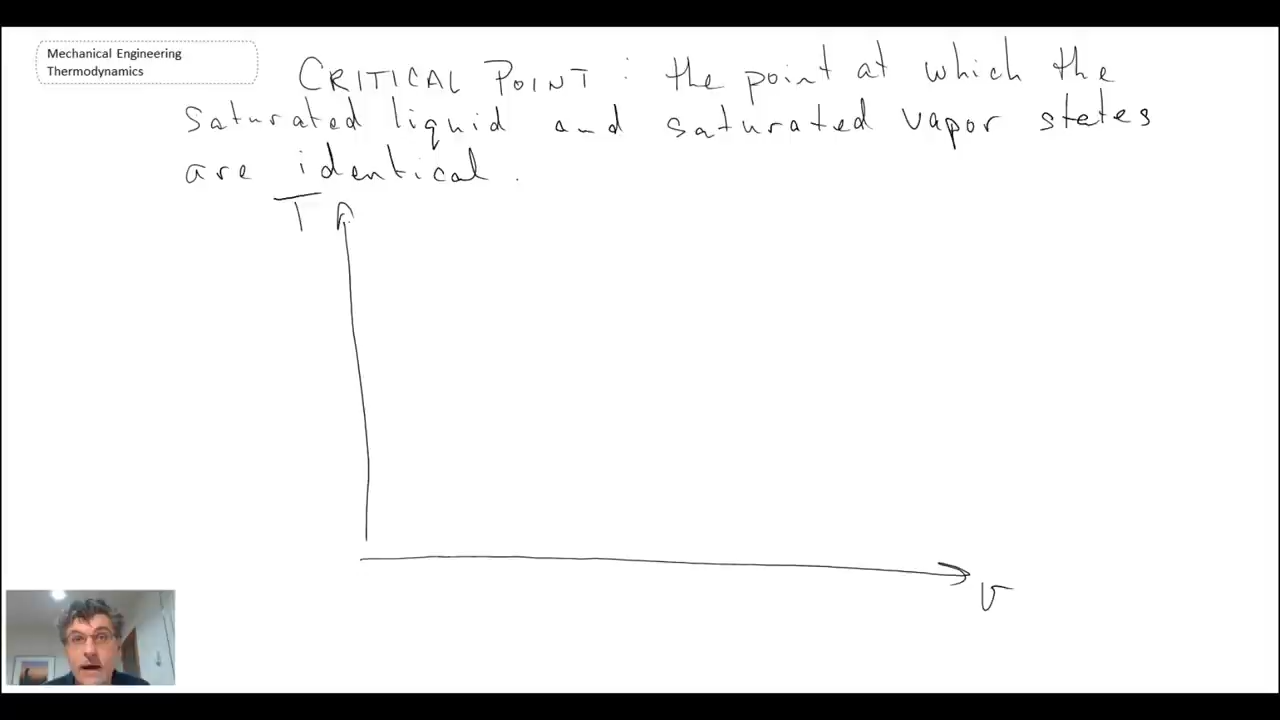 Mechanical Engineering
Thermodynamics
CRITICAL POINT : the point at which the
saturated liquid and saturated vapor states
are identical.
T
v